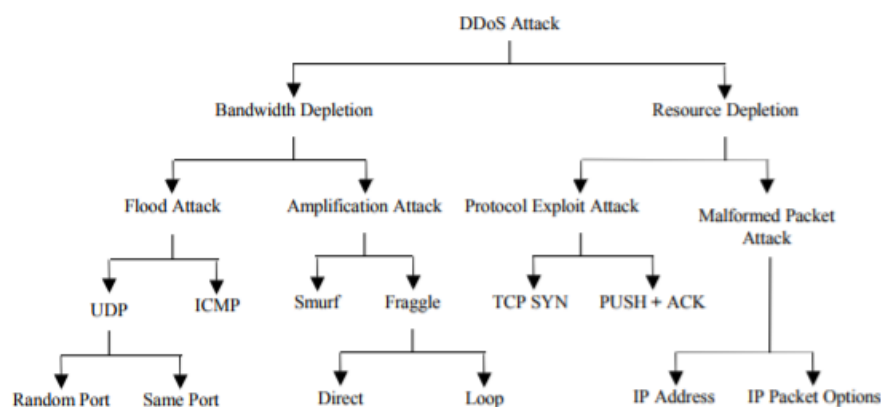 DDoS Attack
Bandwidth Depletion
Resource Depletion
Flood Attack
Amplification Attack
Protocol Exploit Attack
Malformed Packet
Attack
UDP
ICMP
Smurf
Fraggle
TCP SYN
PUSH + ACK
Random Port
Same Port
Direct
Loop
IP Address
IP Packet Options